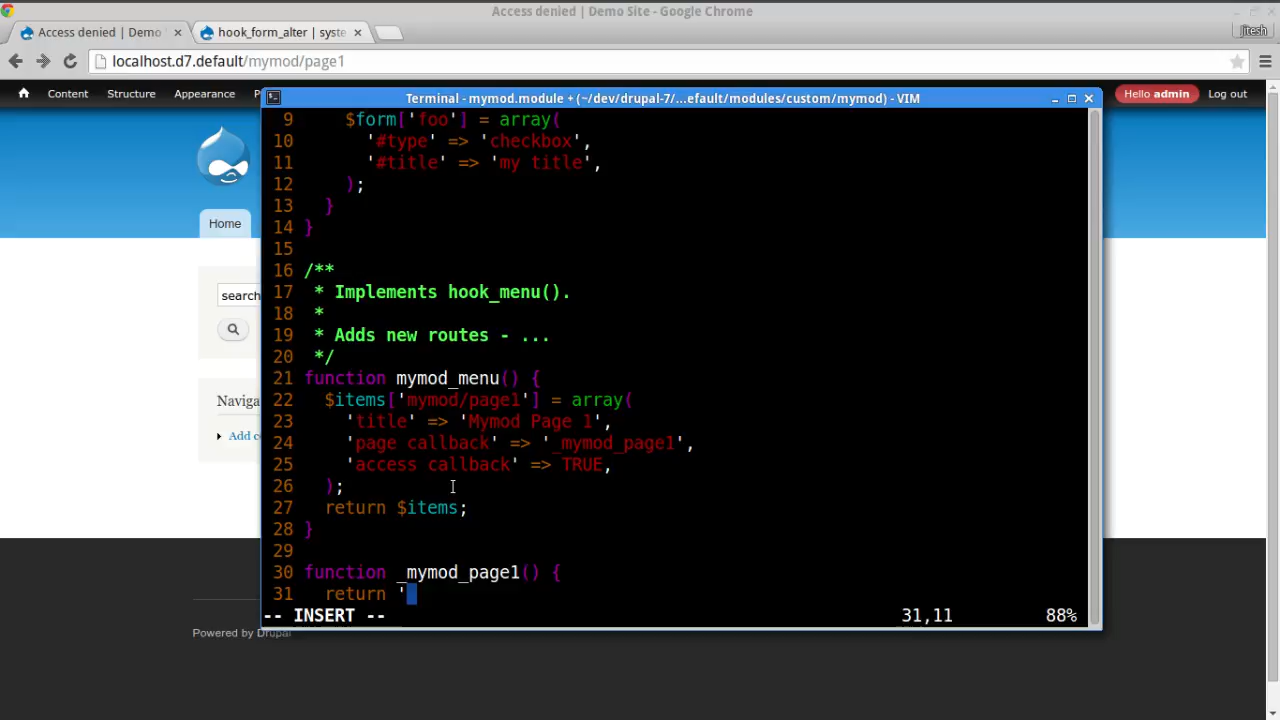 Access denied | Demo Site - Google Chrome
Access denied | Demo
hook_form_alter | syste
jitesh
localhost.d7.default/mymod/page1
Content Structure Appearance P
Hello admin Log out
Terminal - mymod.module + (~/dev/drupal-7/...efault/modules/custom/mymod) - VIM
Home
search
Naviga
Add co
Powered by Drupal
9     $form['foo'] = array(
10       '#type' => 'checkbox',
11       '#title' => 'my title',
12     );
13   }
14 }
15
16 /**
17  * Implements hook_menu().
18  *
19  * Adds new routes - ...
20  */
21 function mymod_menu() {
22   $items['mymod/page1'] = array(
23     'title' => 'Mymod Page 1',
24     'page callback' => '_mymod_page1',
25     'access callback' => TRUE,
26   );
27   return $items;
28 }
29
30 function _mymod_page1() {
31   return '
-- INSERT -- 31,11 88%